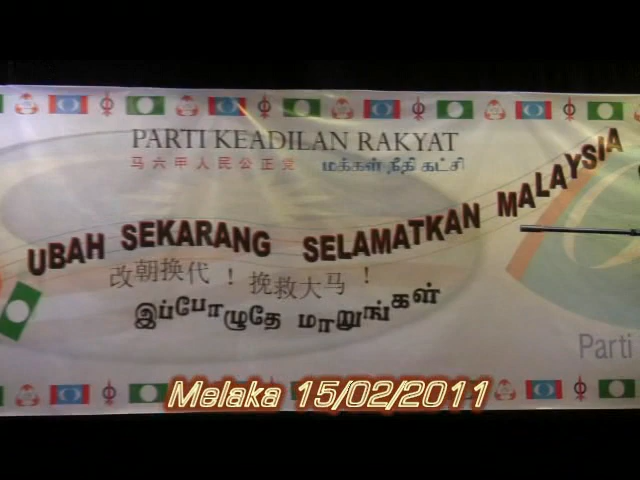 PARTI KEADILAN RAKYAT
马六甲人民公正党 மக்கள் நீதி கட்சி
UBAH SEKARANG SELAMATKAN MALAYSIA
改朝换代！挽救大马！
இப்பொழுதே மாறுங்கள்
Parti
Melaka 15/02/2011